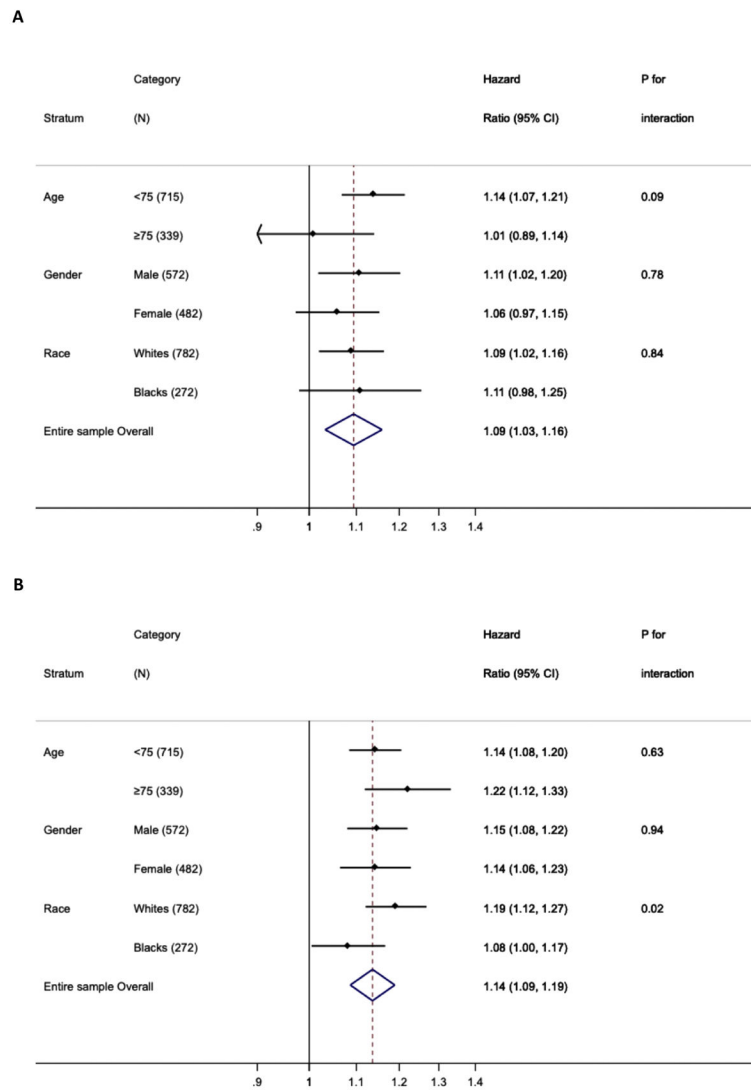 A
Category Hazard P for
Stratum (N) Ratio (95% CI) interaction
Age <75 (715) 1.14 (1.07, 1.21) 0.09
≥75 (339) 1.01 (0.89, 1.14)
Gender Male (572) 1.11 (1.02, 1.20) 0.78
Female (482) 1.06 (0.97, 1.15)
Race Whites (782) 1.09 (1.02, 1.16) 0.84
Blacks (272) 1.11 (0.98, 1.25)
Entire sample Overall 1.09 (1.03, 1.16)
.9 1 1.1 1.2 1.3 1.4
B
Category Hazard P for
Stratum (N) Ratio (95% CI) interaction
Age <75 (715) 1.14 (1.08, 1.20) 0.63
≥75 (339) 1.22 (1.12, 1.33)
Gender Male (572) 1.15 (1.08, 1.22) 0.94
Female (482) 1.14 (1.06, 1.23)
Race Whites (782) 1.19 (1.12, 1.27) 0.02
Blacks (272) 1.08 (1.00, 1.17)
Entire sample Overall 1.14 (1.09, 1.19)
.9 1 1.1 1.2 1.3 1.4